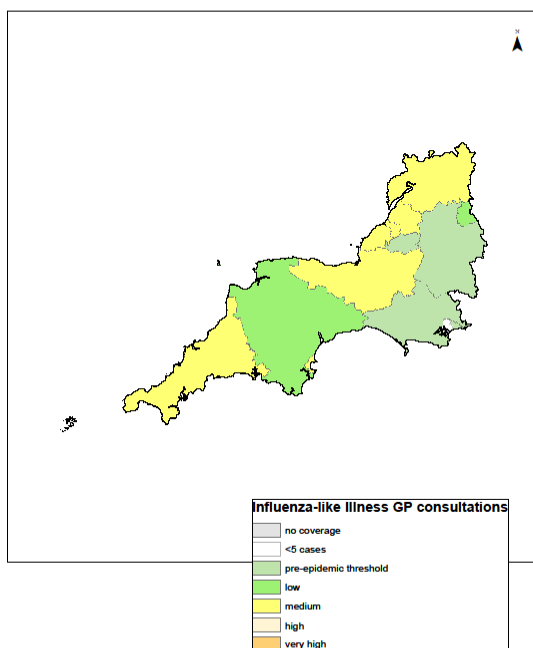 N
Influenza-like Illness GP consultations
no coverage
<5 cases
pre-epidemic threshold
low
medium
high
very high